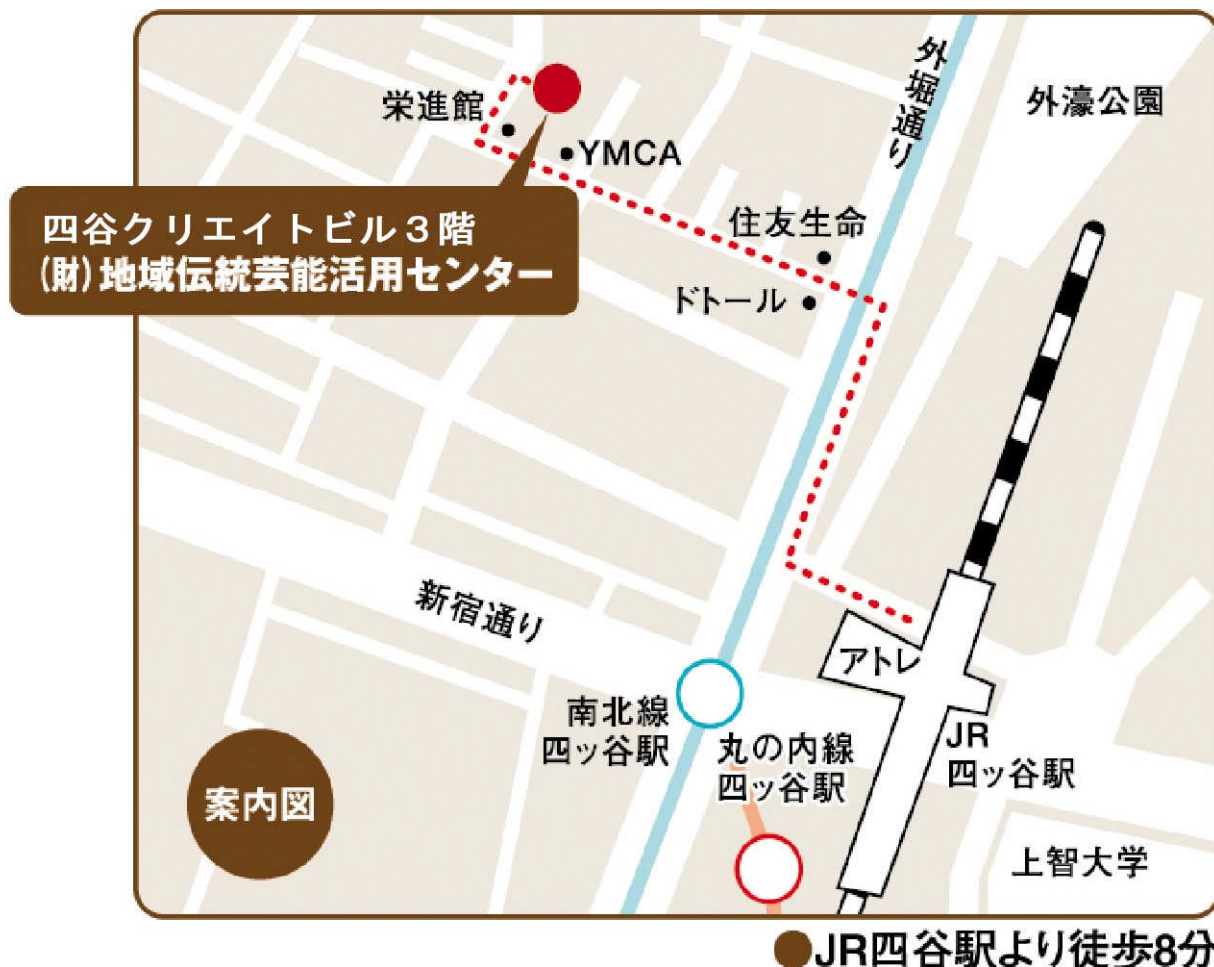 外堀通り
外濠公園
栄進館
YMCA
四谷クリエイトビル3階
(財)地域伝統芸能活用センター
住友生命
ドトール
新宿通り
アトレ
南北線
四ッ谷駅
丸の内線
四ッ谷駅
JR
四ッ谷駅
案内図
上智大学
●JR四谷駅より徒歩8分